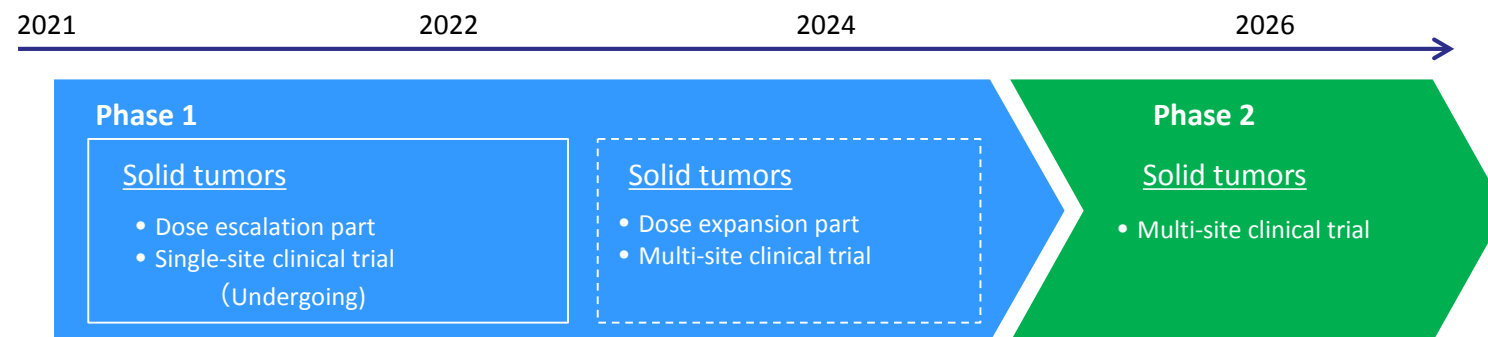 2021 2022 2024 2026
Phase 1
Solid tumors
• Dose escalation part
• Single-site clinical trial
（Undergoing)
Solid tumors
• Dose expansion part
• Multi-site clinical trial
Phase 2
Solid tumors
• Multi-site clinical trial